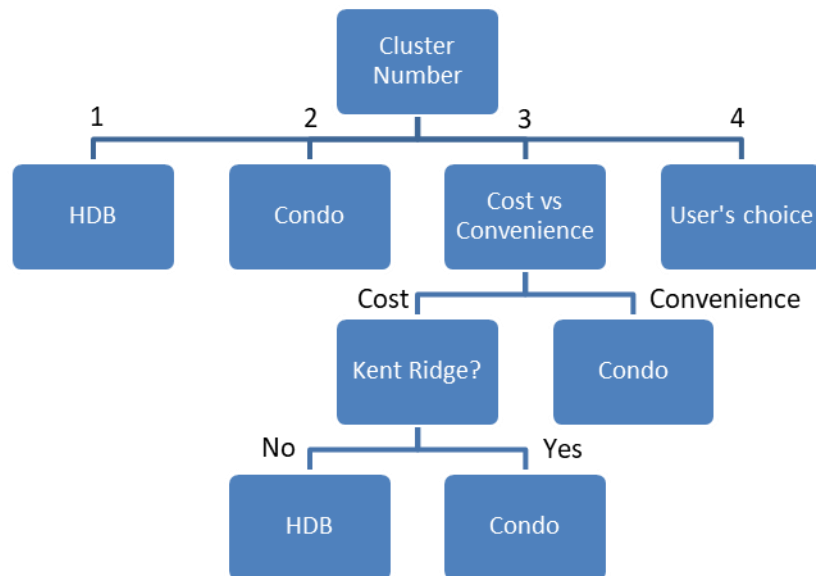 Cluster
Number
1
2
3
4
HDB
Condo
Cost vs
Convenience
User's choice
Cost
Convenience
Kent Ridge?
Condo
No
Yes
HDB
Condo